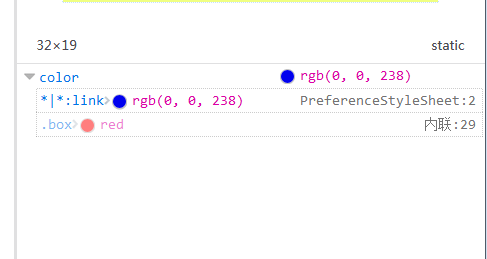 32×19 static
color rgb(0, 0, 238)
*|*:link rgb(0, 0, 238) PreferenceStyleSheet:2
.box red 内联:29